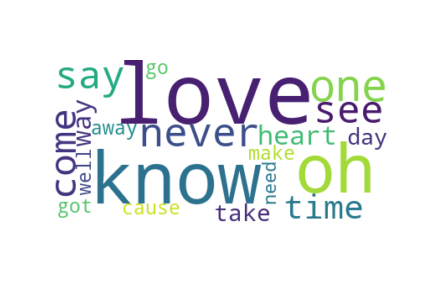 say
go
love
one
see
come
way
well
away
never
heart
day
know
make
oh
need
got
cause
take
time